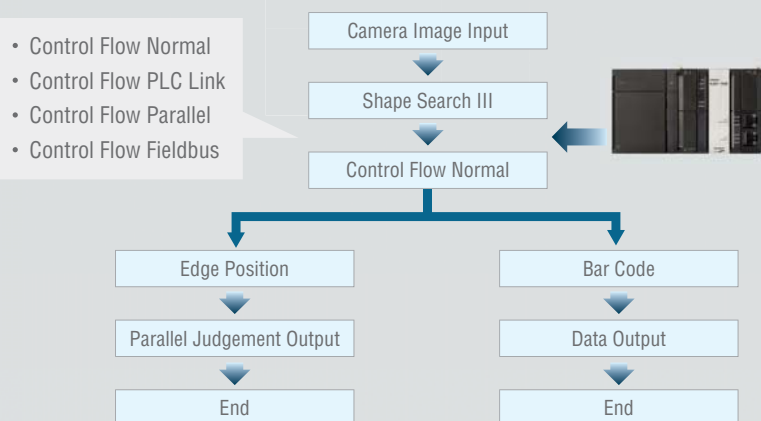 • Control Flow Normal
• Control Flow PLC Link
• Control Flow Parallel
• Control Flow Fieldbus
Camera Image Input
Shape Search III
Control Flow Normal
Edge Position
Parallel Judgement Output
End
Bar Code
Data Output
End